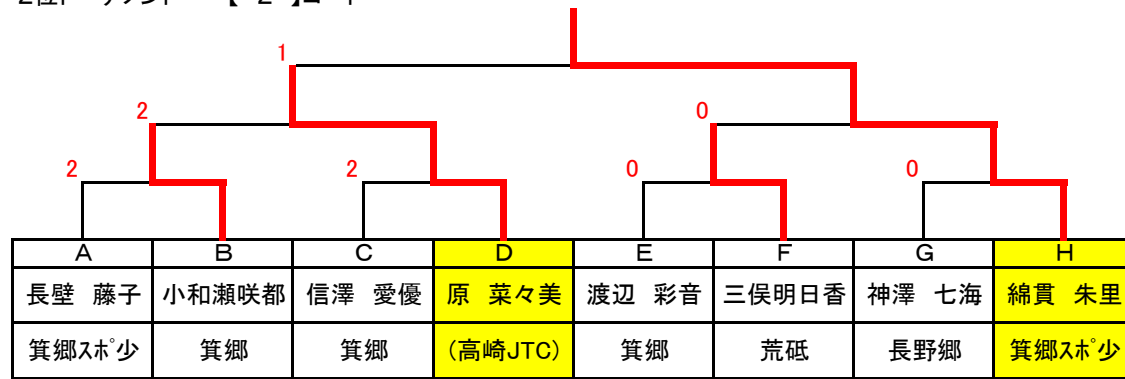 【 2 】
1
2 0
2 2 0 0
A B C D E F G H
長壁 藤子 小和瀬咲都 信澤 愛優 原 菜々美 渡辺 彩音 三俣明日香 神澤 七海 綿貫 朱里
箕郷スポ少 箕郷 箕郷 (高崎JTC) 箕郷 荒砥 長野郷 箕郷スポ少